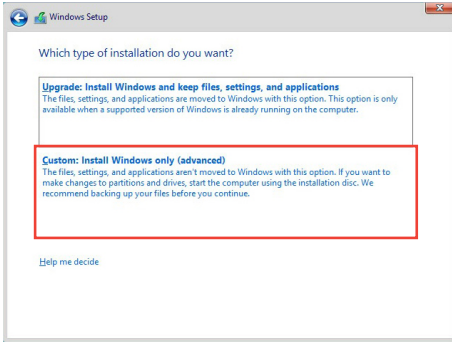 Windows Setup
Which type of installation do you want?
Upgrade: Install Windows and keep files, settings, and applications
The files, settings, and applications are moved to Windows with this option. This option is only
available when a supported version of Windows is already running on the computer.
Custom: Install Windows only (advanced)
The files, settings, and applications aren't moved to Windows with this option. If you want to
make changes to partitions and drives, start the computer using the installation disc. We
recommend backing up your files before you continue.
Help me decide